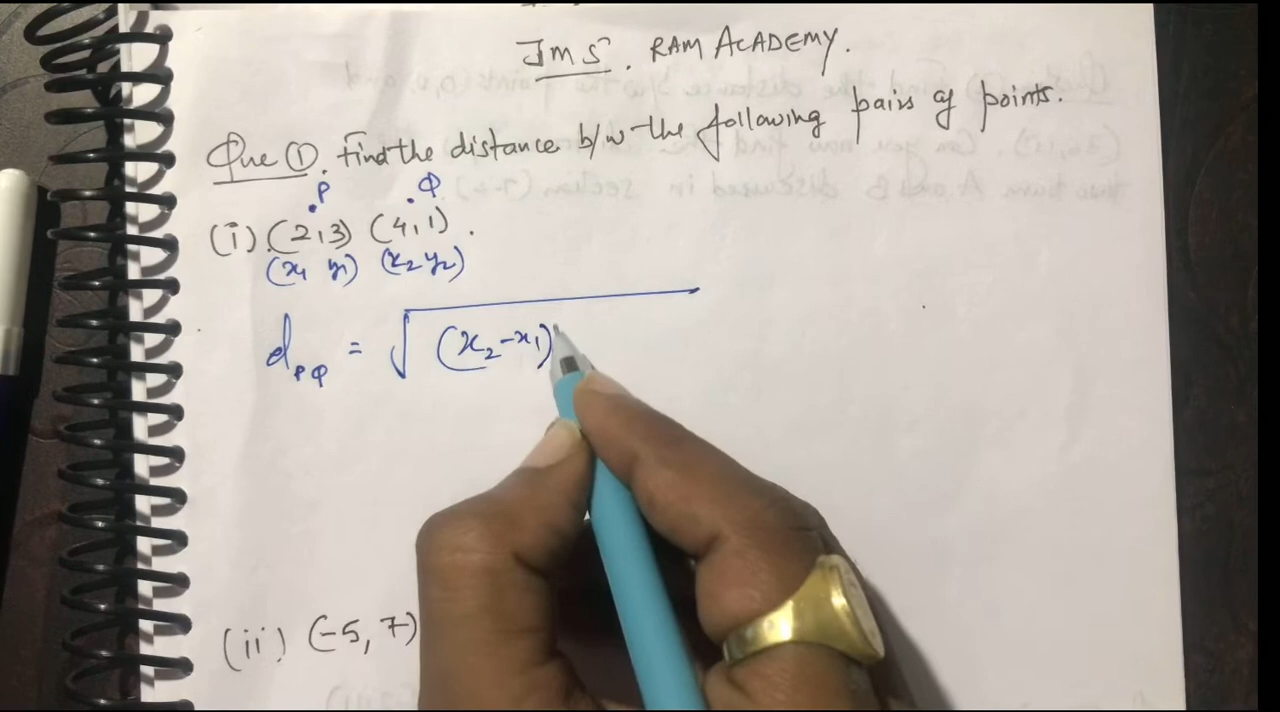 JMS. RAM ACADEMY.
Que ①. Find the distance b/w the following pairs of points.
P Q
(i). (2,3) (4,1).
(x₁ y₁) (x₂ y₂)
d_PQ = √ (x₂-x₁)
(ii) (-5, 7)